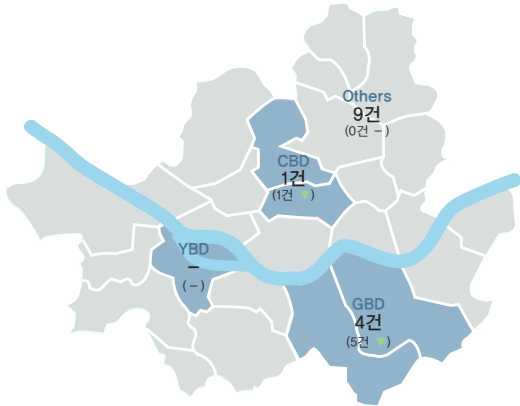 Others
9건
(0건 –)
CBD
1건
(1건 ▼)
YBD
–
(–)
GBD
4건
(5건 ▼)